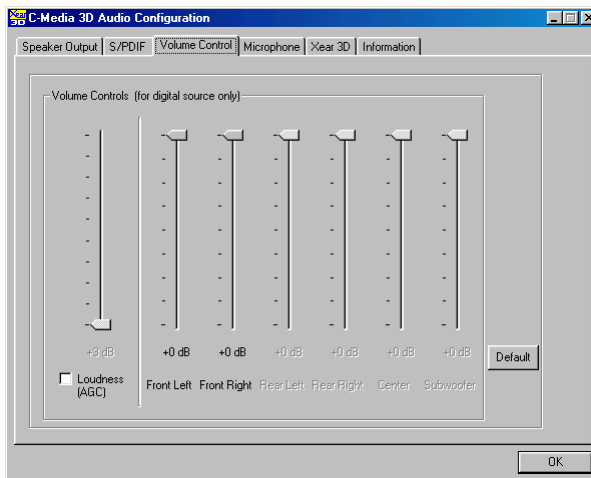 Xear 3D C-Media 3D Audio Configuration
Speaker Output S/PDIF Volume Control Microphone Xear 3D Information
Volume Controls (for digital source only)
+3 dB +0 dB +0 dB +0 dB +0 dB +0 dB +0 dB
Default
Loudness
(AGC)
Front Left Front Right Rear Left Rear Right Center Subwoofer
OK